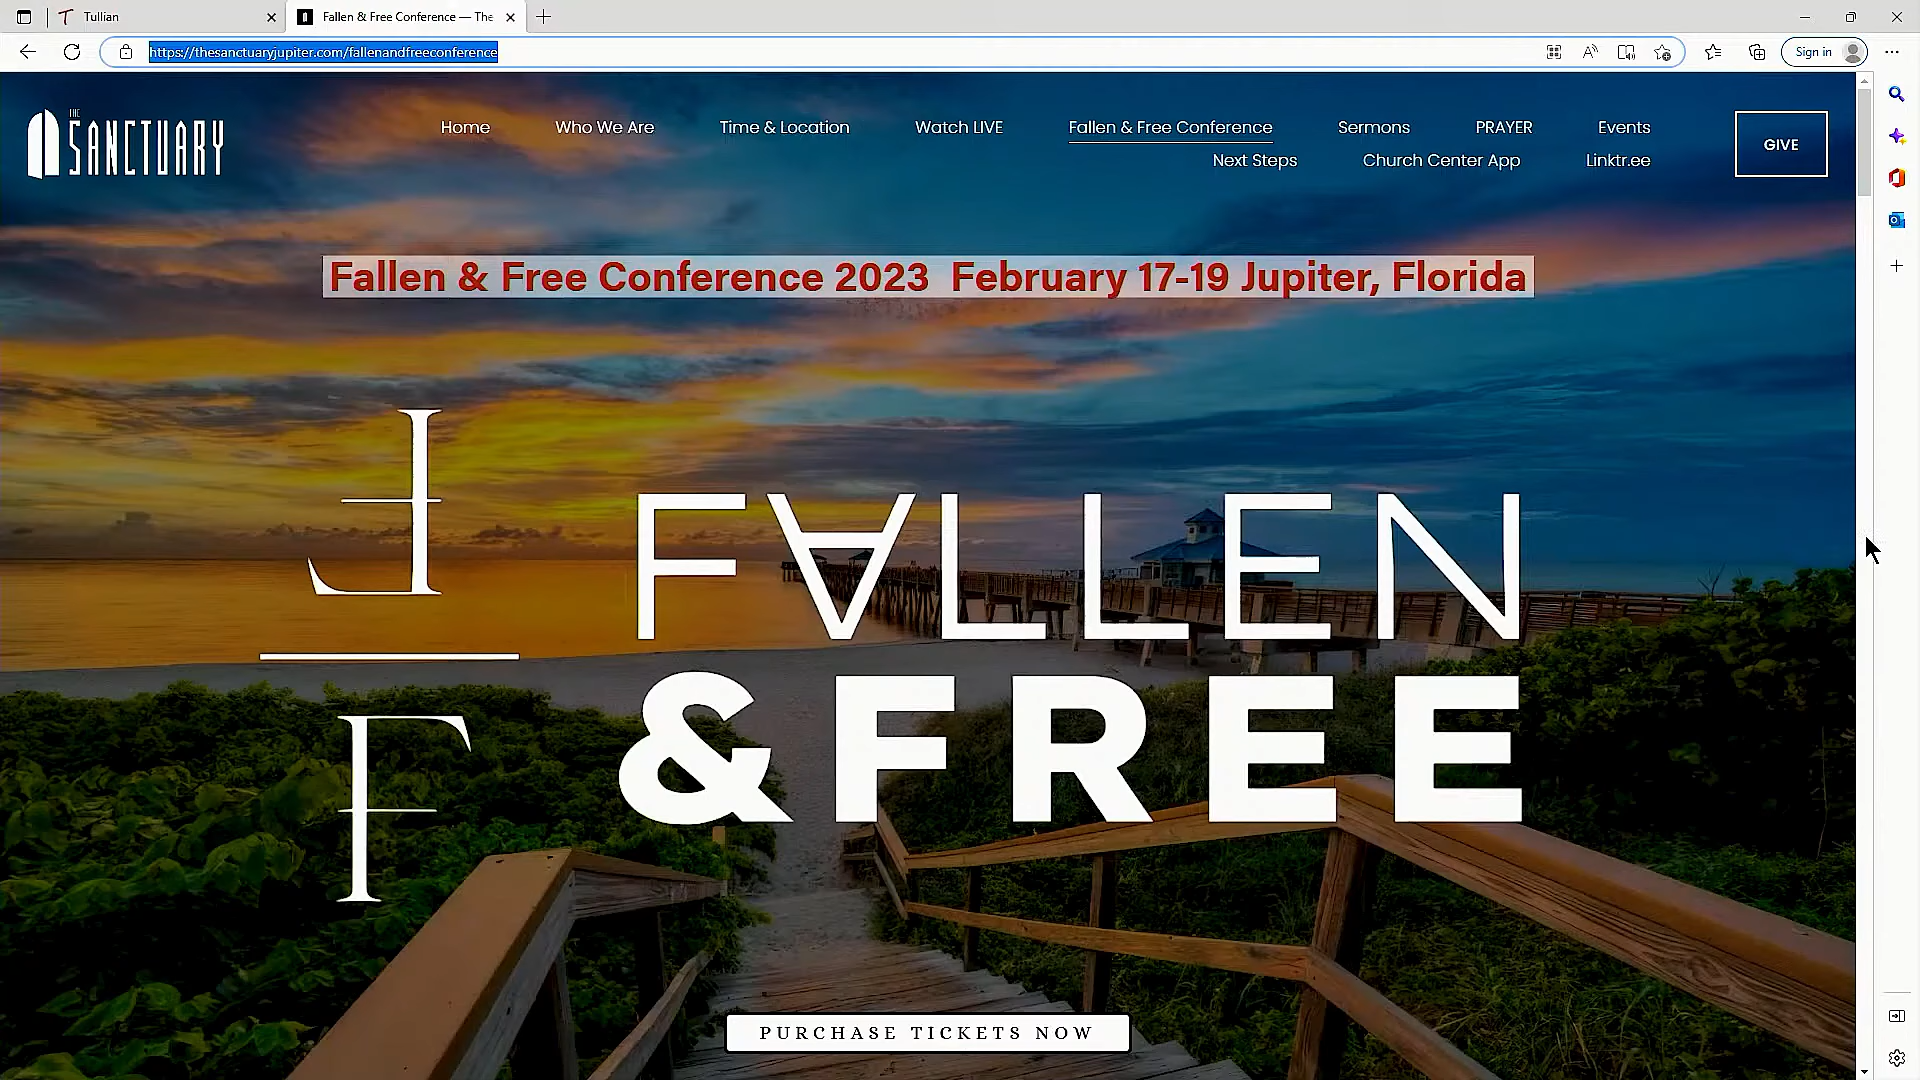 Tullian
Fallen & Free Conference — The
https://thesanctuaryjupiter.com/fallenandfreeconference
Sign in
THE
SANCTUARY
Home Who We Are Time & Location Watch LIVE Fallen & Free Conference Sermons PRAYER Events
Next Steps Church Center App Linktr.ee
GIVE
Fallen & Free Conference 2023 February 17-19 Jupiter, Florida
F
F
FALLEN
& FREE
PURCHASE TICKETS NOW